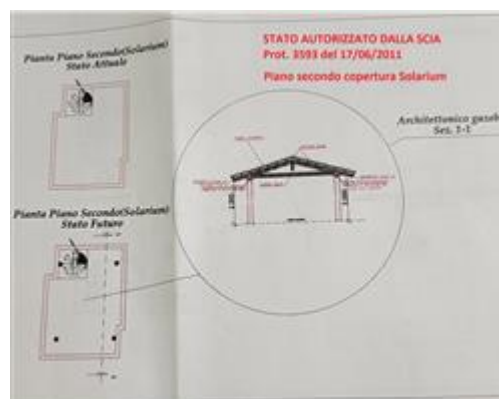 STATO AUTORIZZATO DALLA SCIA
Prot. 3593 del 17/06/2011
Piano secondo copertura Solarium
Pianta Piano Secondo(Solarium)
Stato Attuale
Architettonico gazeb
Sez. 1-1
Pianta Piano Secondo(Solarium)
Stato Futuro